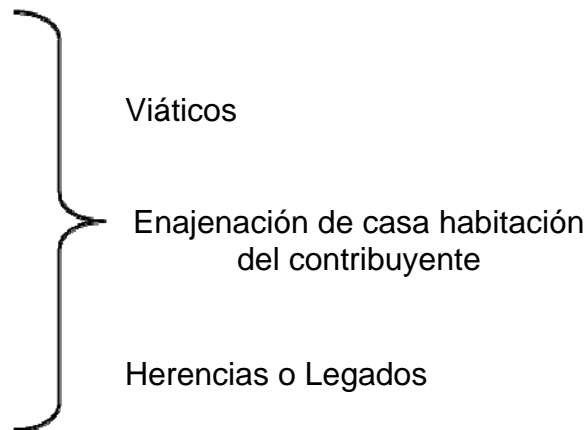 Viáticos
Enajenación de casa habitación
del contribuyente
Herencias o Legados